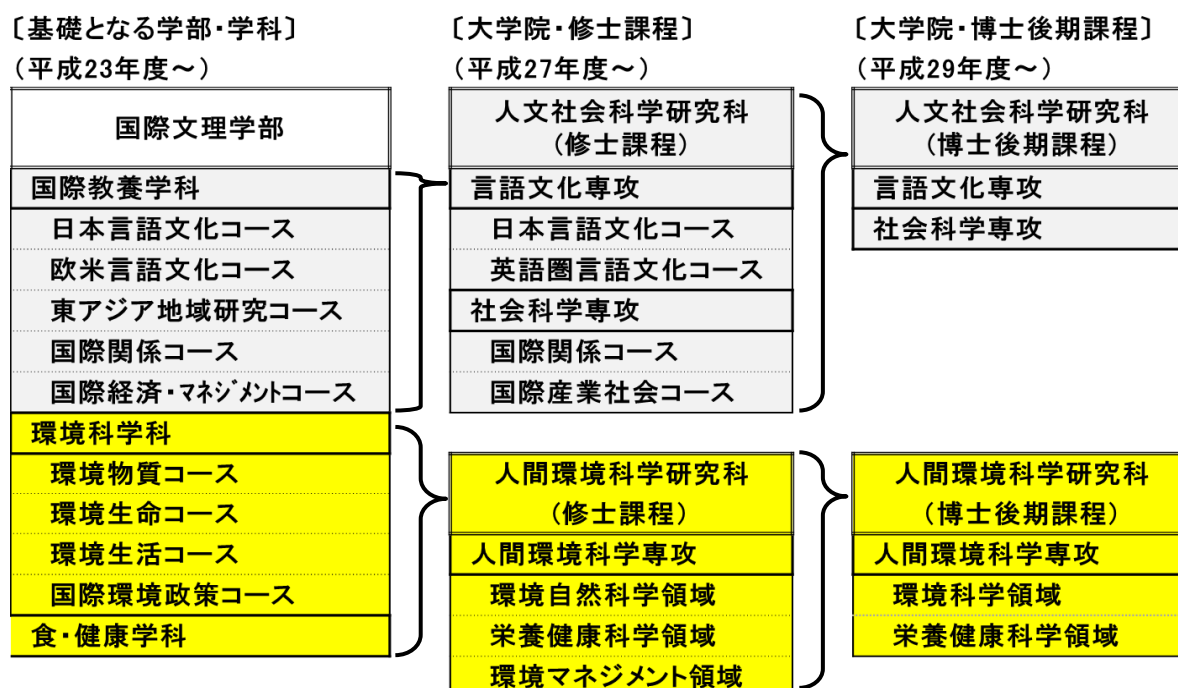 〔基礎となる学部・学科〕
（平成23年度～）
国際文理学部
国際教養学科
日本言語文化コース
欧米言語文化コース
東アジア地域研究コース
国際関係コース
国際経済・マネジメントコース
環境科学科
環境物質コース
環境生命コース
環境生活コース
国際環境政策コース
食・健康学科
〔大学院・修士課程〕
（平成27年度～）
人文社会科学研究科
（修士課程）
言語文化専攻
日本言語文化コース
英語圏言語文化コース
社会科学専攻
国際関係コース
国際産業社会コース
人間環境科学研究科
（修士課程）
人間環境科学専攻
環境自然科学領域
栄養健康科学領域
環境マネジメント領域
〔大学院・博士後期課程〕
（平成29年度～）
人文社会科学研究科
（博士後期課程）
言語文化専攻
社会科学専攻
人間環境科学研究科
（博士後期課程）
人間環境科学専攻
環境科学領域
栄養健康科学領域